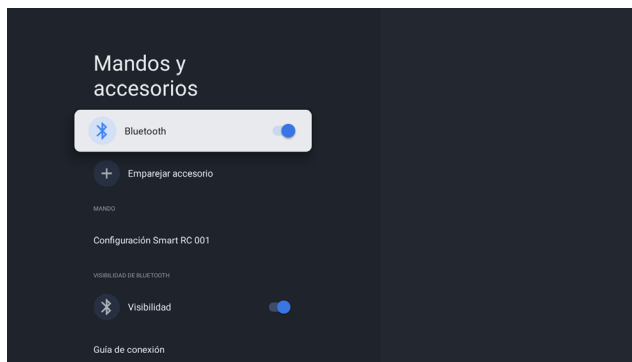 Mandos y
accesorios
Bluetooth
Emparejar accesorio
MANDO
Configuración Smart RC 001
VISIBILIDAD DE BLUETOOTH
Visibilidad
Guía de conexión